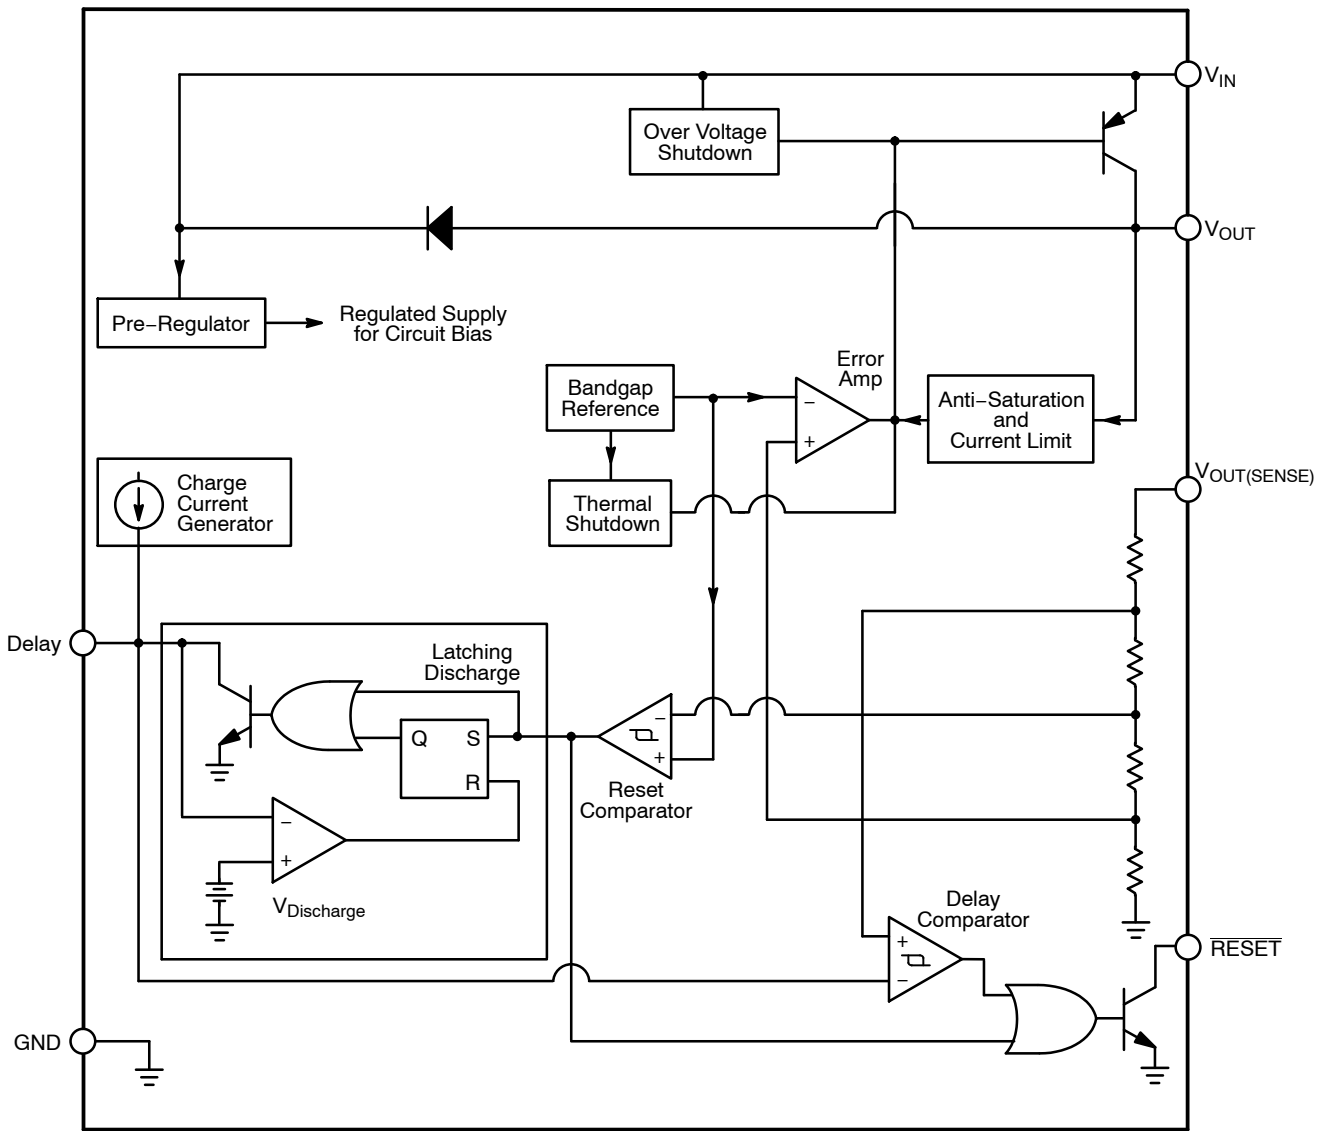 V_IN
Over Voltage
Shutdown
V_OUT
Pre−Regulator
Regulated Supply
for Circuit Bias
Error
Amp
Bandgap
Reference
−
+
Anti−Saturation
and
Current Limit
V_OUT(SENSE)
Charge
Current
Generator
Thermal
Shutdown
Delay
Latching
Discharge
Q
S
R
−
+
Reset
Comparator
−
+
V_Discharge
Delay
Comparator
+
−
R̅E̅S̅E̅T̅
GND